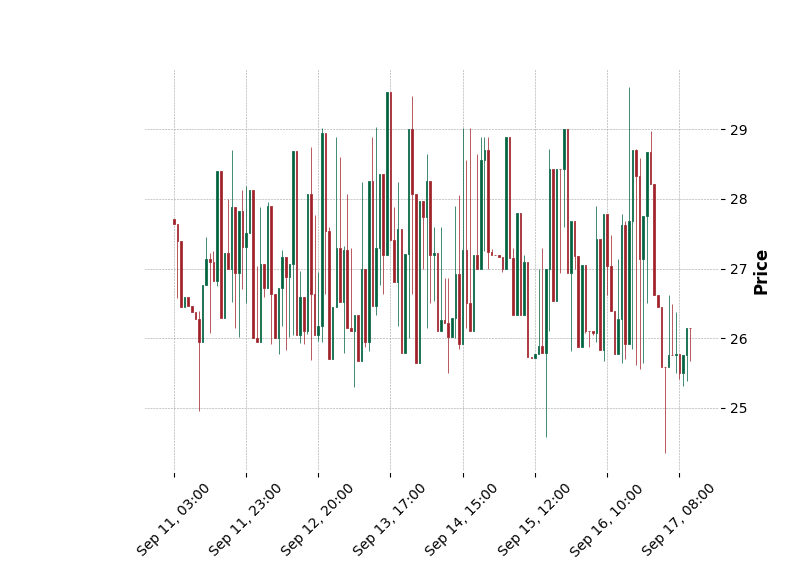 29
28
27
26
25
Price
Sep 11, 03:00
Sep 11, 23:00
Sep 12, 20:00
Sep 13, 17:00
Sep 14, 15:00
Sep 15, 12:00
Sep 16, 10:00
Sep 17, 08:00